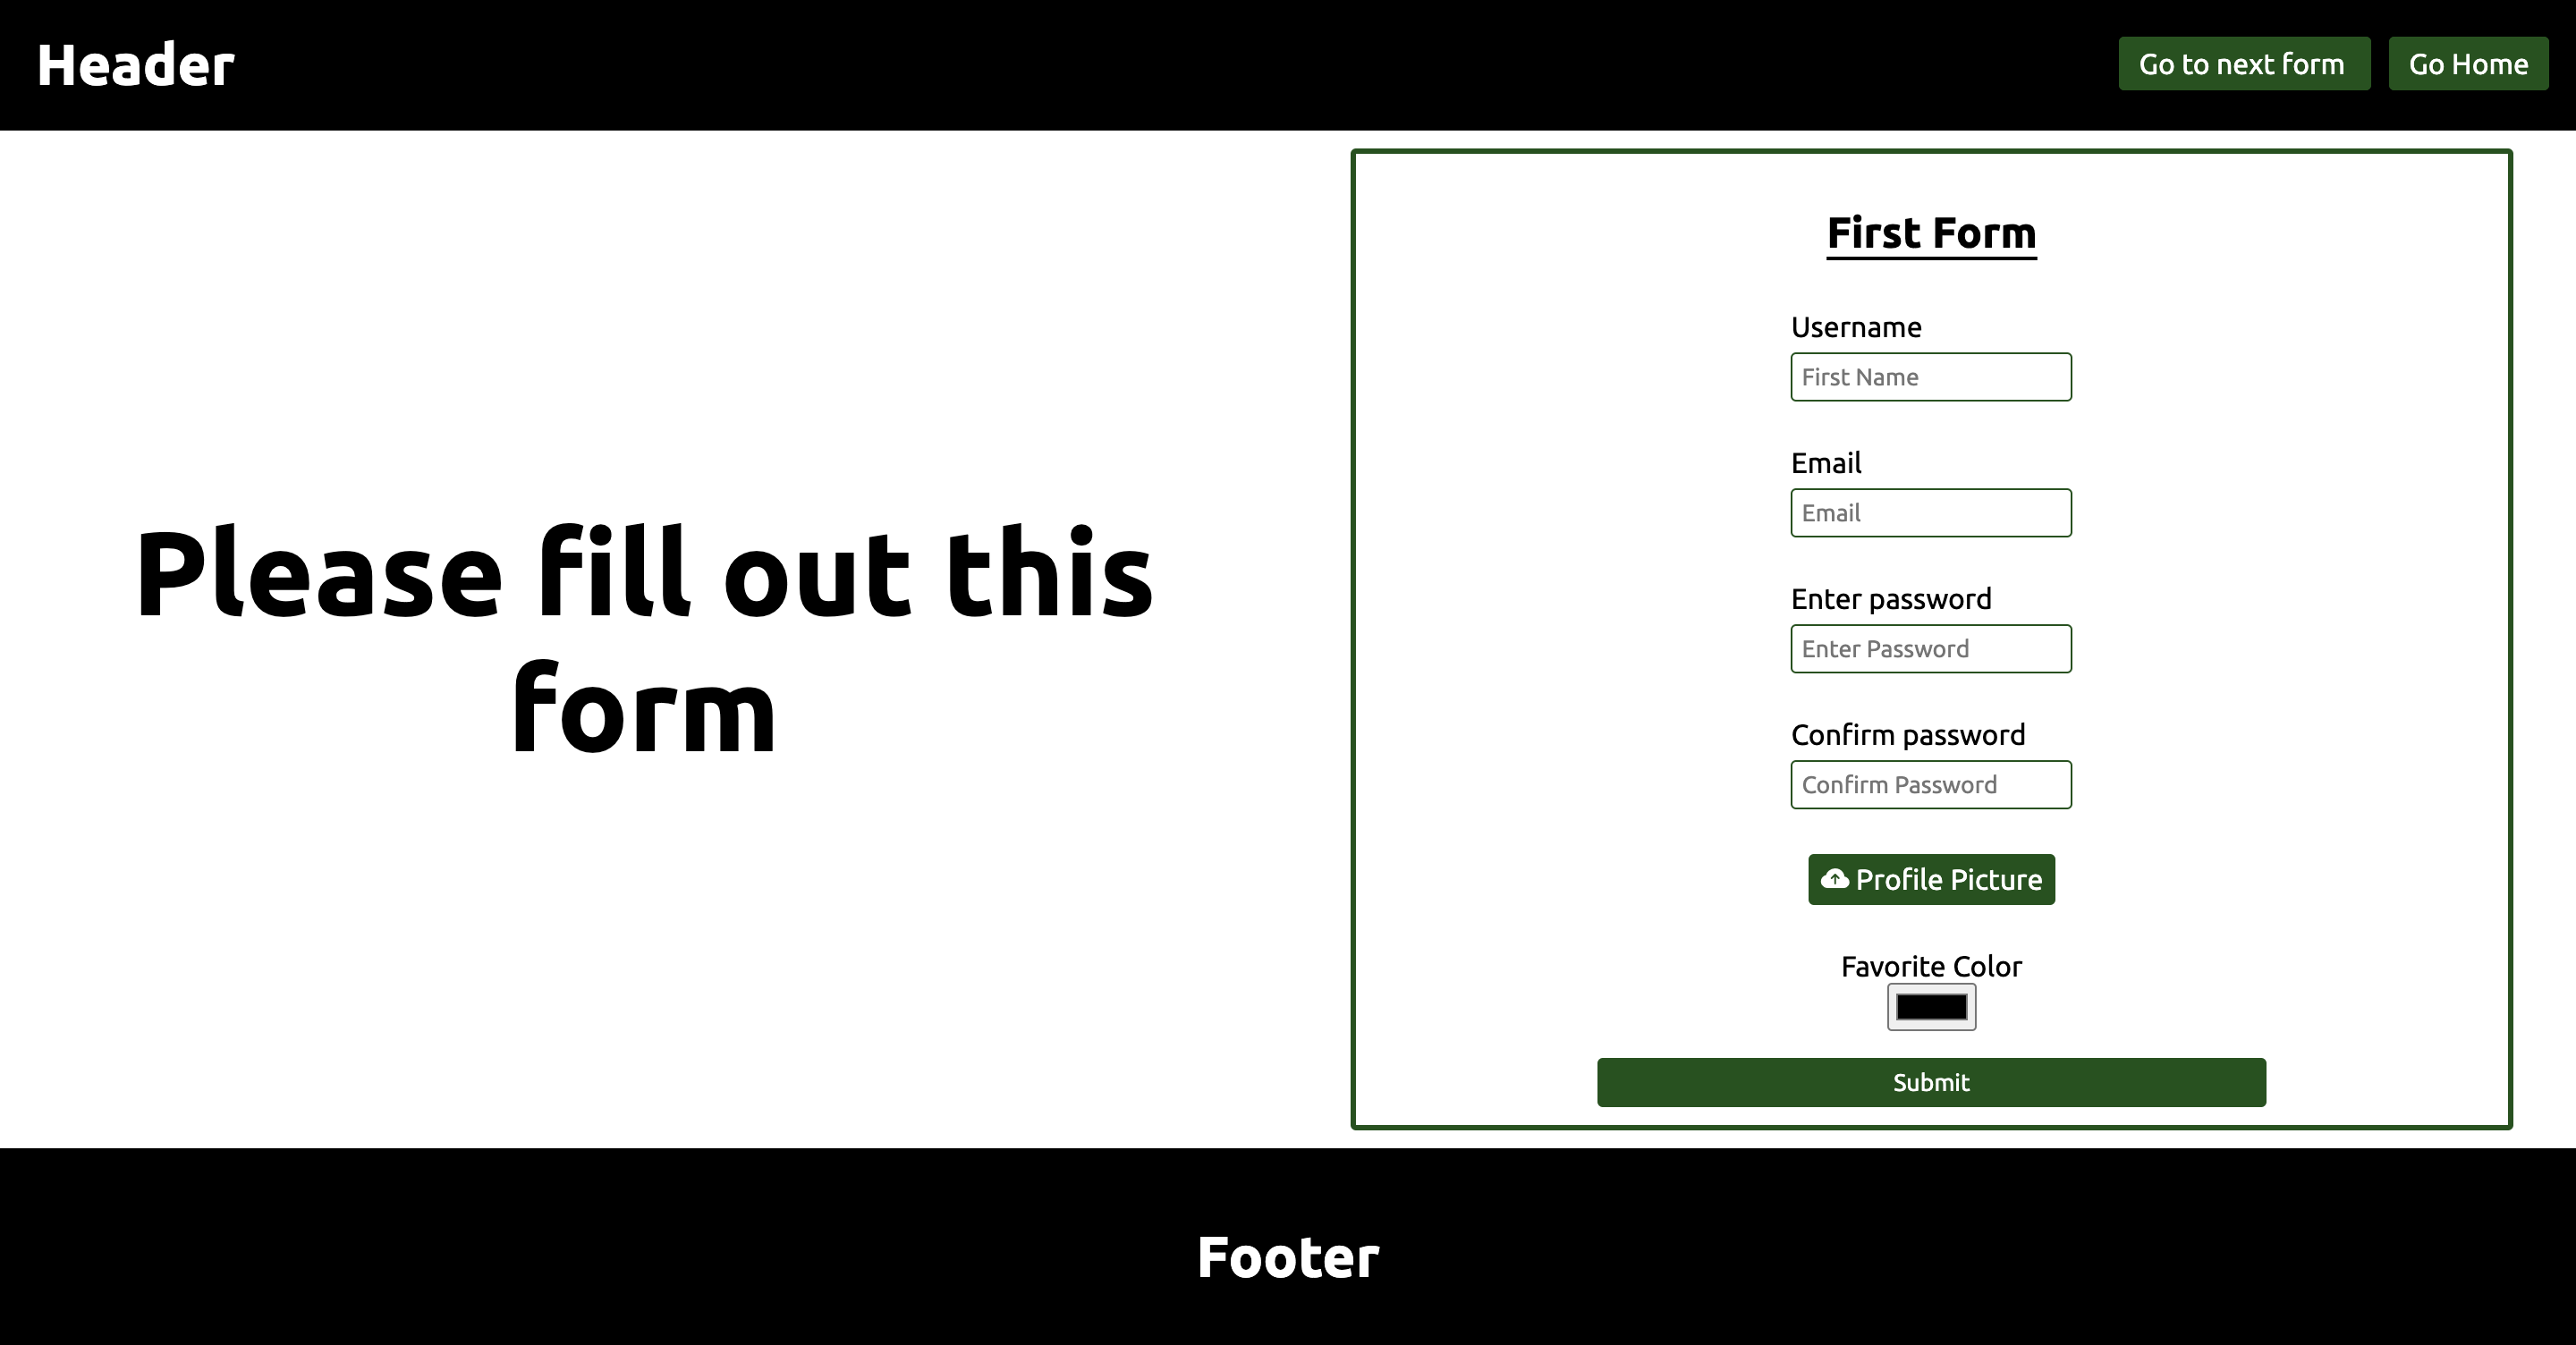 Header
Go to next form
Go Home
Please fill out this
form
First Form
Username
First Name
Email
Email
Enter password
Enter Password
Confirm password
Confirm Password
Profile Picture
Favorite Color
Submit
Footer